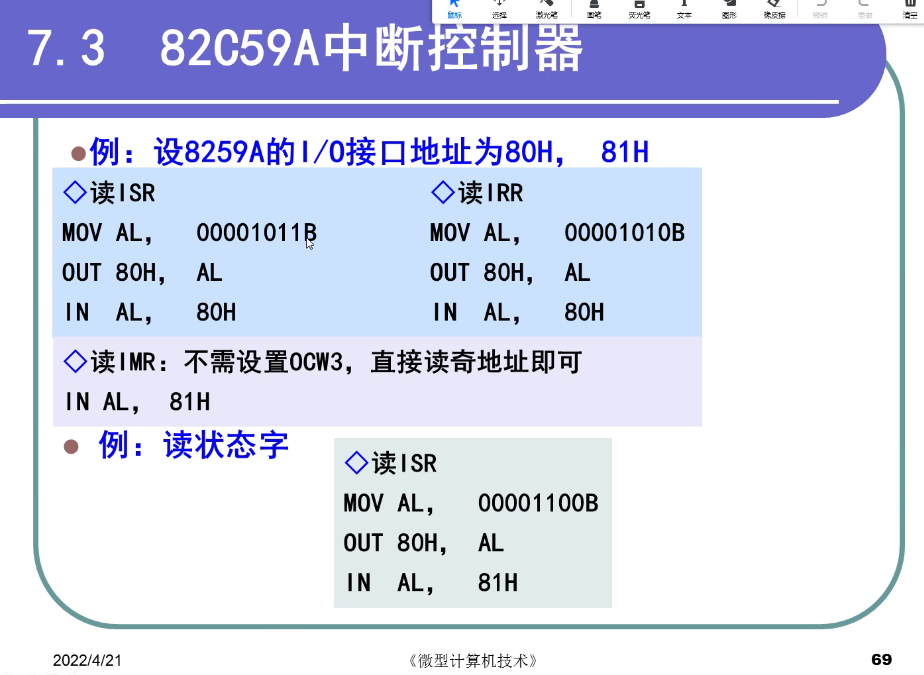 鼠标 选择 激光笔 画笔 荧光笔 文本 图形 橡皮擦 撤销 重做 清空
7.3 82C59A中断控制器
●例：设8259A的I/O接口地址为80H， 81H
◇读ISR
MOV AL， 00001011B
OUT 80H， AL
IN AL， 80H
◇读IRR
MOV AL， 00001010B
OUT 80H， AL
IN AL， 80H
◇读IMR：不需设置OCW3，直接读奇地址即可
IN AL， 81H
● 例：读状态字
◇读ISR
MOV AL， 00001100B
OUT 80H， AL
IN AL， 81H
2022/4/21
《微型计算机技术》
69